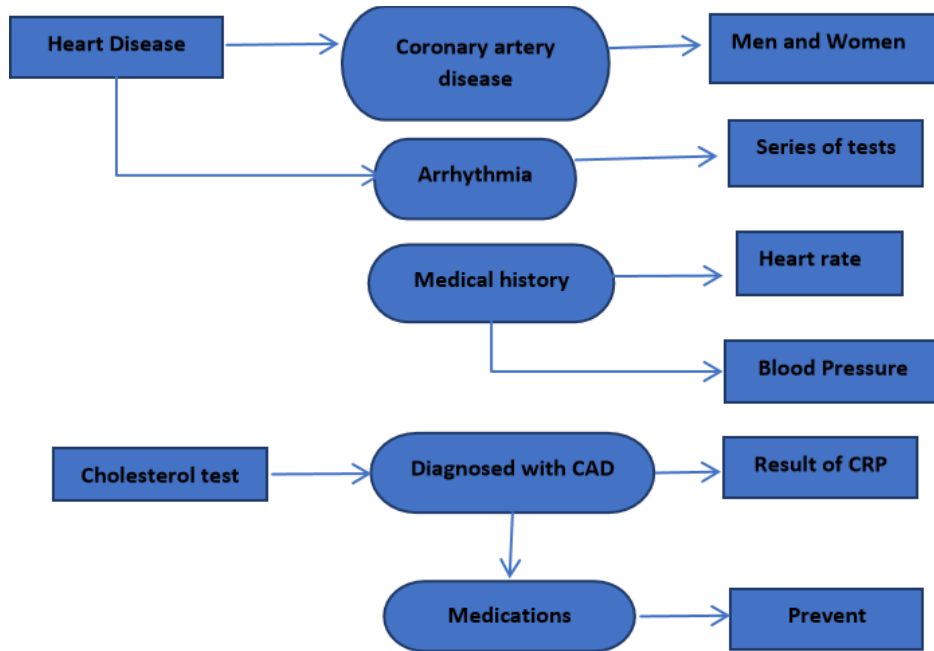 Heart Disease
Coronary artery
disease
Men and Women
Arrhythmia
Series of tests
Medical history
Heart rate
Blood Pressure
Cholesterol test
Diagnosed with CAD
Result of CRP
Medications
Prevent